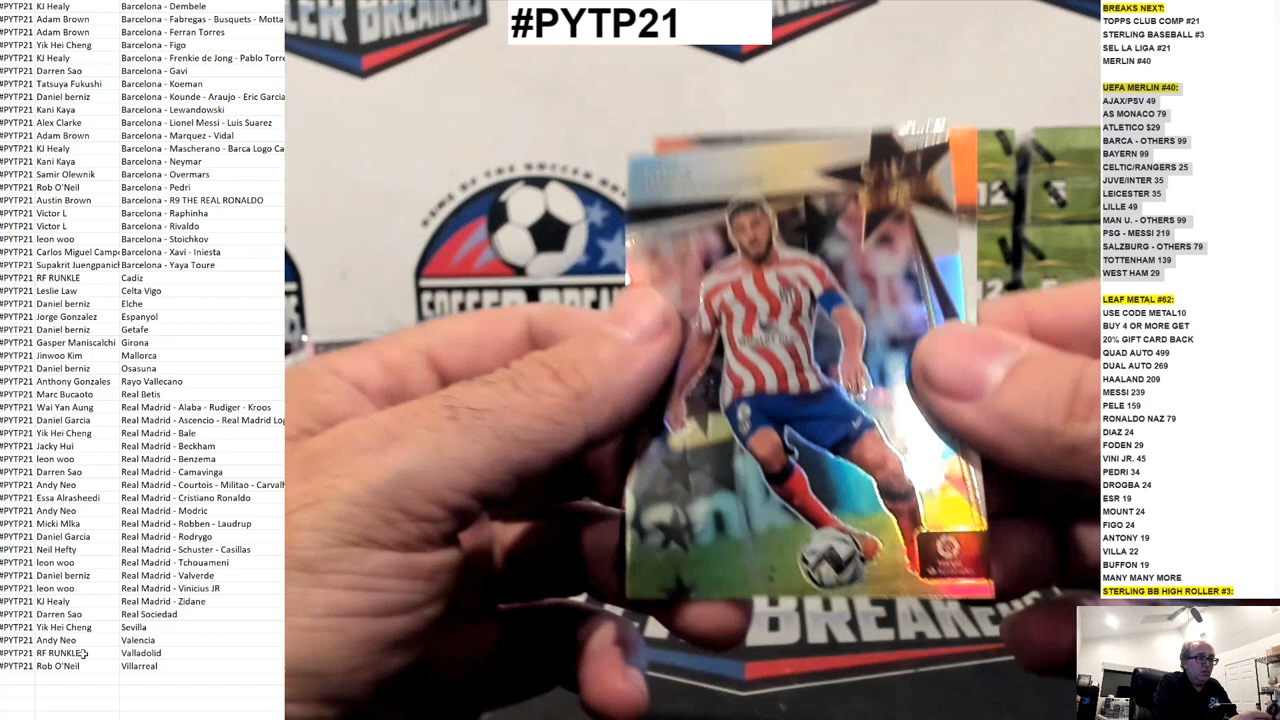 #PYTP21
#PYTP21 KJ Healy Barcelona - Dembele
#PYTP21 Adam Brown Barcelona - Fabregas - Busquets - Motta
#PYTP21 Adam Brown Barcelona - Ferran Torres
#PYTP21 Yik Hei Cheng Barcelona - Figo
#PYTP21 KJ Healy Barcelona - Frenkie de Jong - Pablo Torre
#PYTP21 Darren Sao Barcelona - Gavi
#PYTP21 Tatsuya Fukushi Barcelona - Koeman
#PYTP21 Daniel berniz Barcelona - Kounde - Araujo - Eric Garcia
#PYTP21 Kani Kaya Barcelona - Lewandowski
#PYTP21 Alex Clarke Barcelona - Lionel Messi - Luis Suarez
#PYTP21 Adam Brown Barcelona - Marquez - Vidal
#PYTP21 KJ Healy Barcelona - Mascherano - Barca Logo Ca
#PYTP21 Kani Kaya Barcelona - Neymar
#PYTP21 Samir Olewnik Barcelona - Overmars
#PYTP21 Rob O'Neil Barcelona - Pedri
#PYTP21 Austin Brown Barcelona - R9 THE REAL RONALDO
#PYTP21 Victor L Barcelona - Raphinha
#PYTP21 Victor L Barcelona - Rivaldo
#PYTP21 leon woo Barcelona - Stoichkov
#PYTP21 Carlos Miguel Campo Barcelona - Xavi - Iniesta
#PYTP21 Supakrit Juengpanich Barcelona - Yaya Toure
#PYTP21 RF RUNKLE Cadiz
#PYTP21 Leslie Law Celta Vigo
#PYTP21 Daniel berniz Elche
#PYTP21 Jorge Gonzalez Espanyol
#PYTP21 Daniel berniz Getafe
#PYTP21 Gasper Maniscalchi Girona
#PYTP21 Jinwoo Kim Mallorca
#PYTP21 Daniel berniz Osasuna
#PYTP21 Anthony Gonzales Rayo Vallecano
#PYTP21 Marc Bucaoto Real Betis
#PYTP21 Wai Yan Aung Real Madrid - Alaba - Rudiger - Kroos
#PYTP21 Daniel Garcia Real Madrid - Ascencio - Real Madrid Log
#PYTP21 Yik Hei Cheng Real Madrid - Bale
#PYTP21 Jacky Hui Real Madrid - Beckham
#PYTP21 leon woo Real Madrid - Benzema
#PYTP21 Darren Sao Real Madrid - Camavinga
#PYTP21 Andy Neo Real Madrid - Courtois - Militao - Carvalh
#PYTP21 Essa Alrasheedi Real Madrid - Cristiano Ronaldo
#PYTP21 Andy Neo Real Madrid - Modric
#PYTP21 Micki Mlka Real Madrid - Robben - Laudrup
#PYTP21 Daniel Garcia Real Madrid - Rodrygo
#PYTP21 Neil Hefty Real Madrid - Schuster - Casillas
#PYTP21 leon woo Real Madrid - Tchouameni
#PYTP21 Daniel berniz Real Madrid - Valverde
#PYTP21 leon woo Real Madrid - Vinicius JR
#PYTP21 KJ Healy Real Madrid - Zidane
#PYTP21 Darren Sao Real Sociedad
#PYTP21 Yik Hei Cheng Sevilla
#PYTP21 Andy Neo Valencia
#PYTP21 RF RUNKLE Valladolid
#PYTP21 Rob O'Neil Villarreal
SOCCER BREAKE
BREAKER
BREAKS NEXT:
TOPPS CLUB COMP #21
STERLING BASEBALL #3
SEL LA LIGA #21
MERLIN #40
UEFA MERLIN #40:
AJAX/PSV 49
AS MONACO 79
ATLETICO $29
BARCA - OTHERS 99
BAYERN 99
CELTIC/RANGERS 25
JUVE/INTER 35
LEICESTER 35
LILLE 49
MAN U. - OTHERS 99
PSG - MESSI 219
SALZBURG - OTHERS 79
TOTTENHAM 139
WEST HAM 29
LEAF METAL #62:
USE CODE METAL10
BUY 4 OR MORE GET
20% GIFT CARD BACK
QUAD AUTO 499
DUAL AUTO 269
HAALAND 209
MESSI 239
PELE 159
RONALDO NAZ 79
DIAZ 24
FODEN 29
VINI JR. 45
PEDRI 34
DROGBA 24
ESR 19
MOUNT 24
FIGO 24
ANTONY 19
VILLA 22
BUFFON 19
MANY MANY MORE
STERLING BB HIGH ROLLER #3: